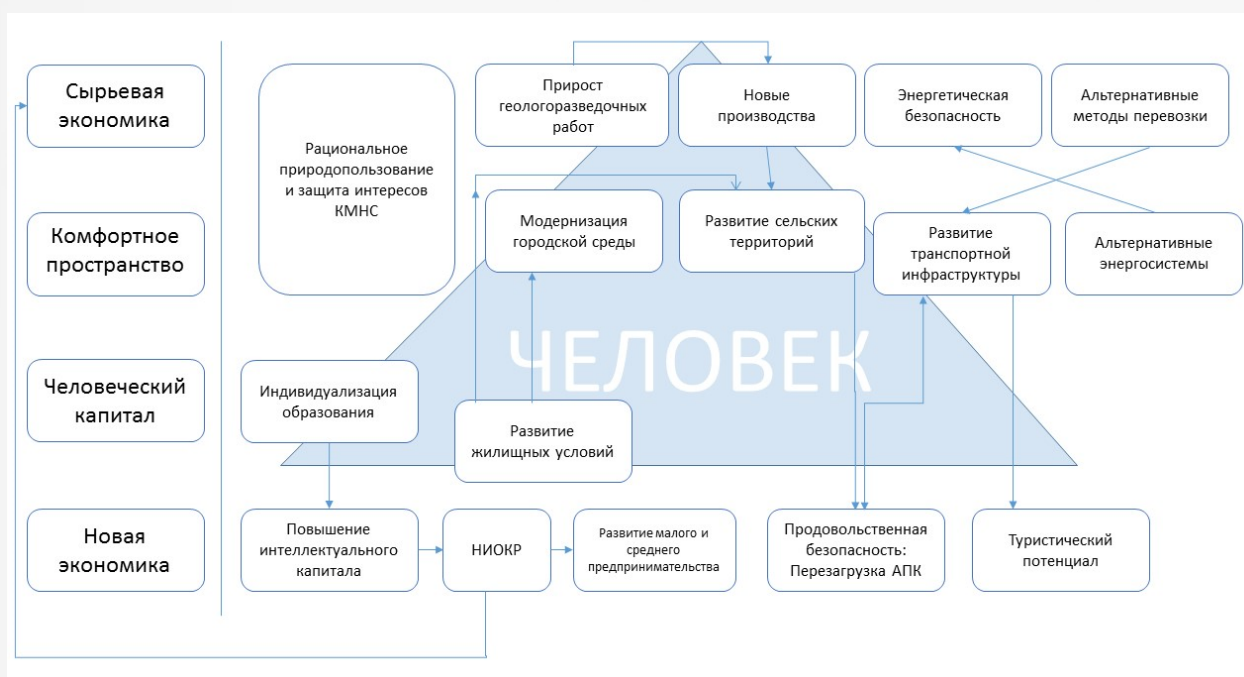 Сырьевая
экономика
Рациональное
природопользование
и защита интересов
КМНС
Прирост
геологоразведочных
работ
Новые
производства
Энергетическая
безопасность
Альтернативные
методы перевозки
Комфортное
пространство
Модернизация
городской среды
Развитие сельских
территорий
Развитие
транспортной
инфраструктуры
Альтернативные
энергосистемы
ЧЕЛОВЕК
Человеческий
капитал
Индивидуализация
образования
Развитие
жилищных условий
Новая
экономика
Повышение
интеллектуального
капитала
НИОКР
Развитие малого и
среднего
предпринимательства
Продовольственная
безопасность:
Перезагрузка АПК
Туристический
потенциал